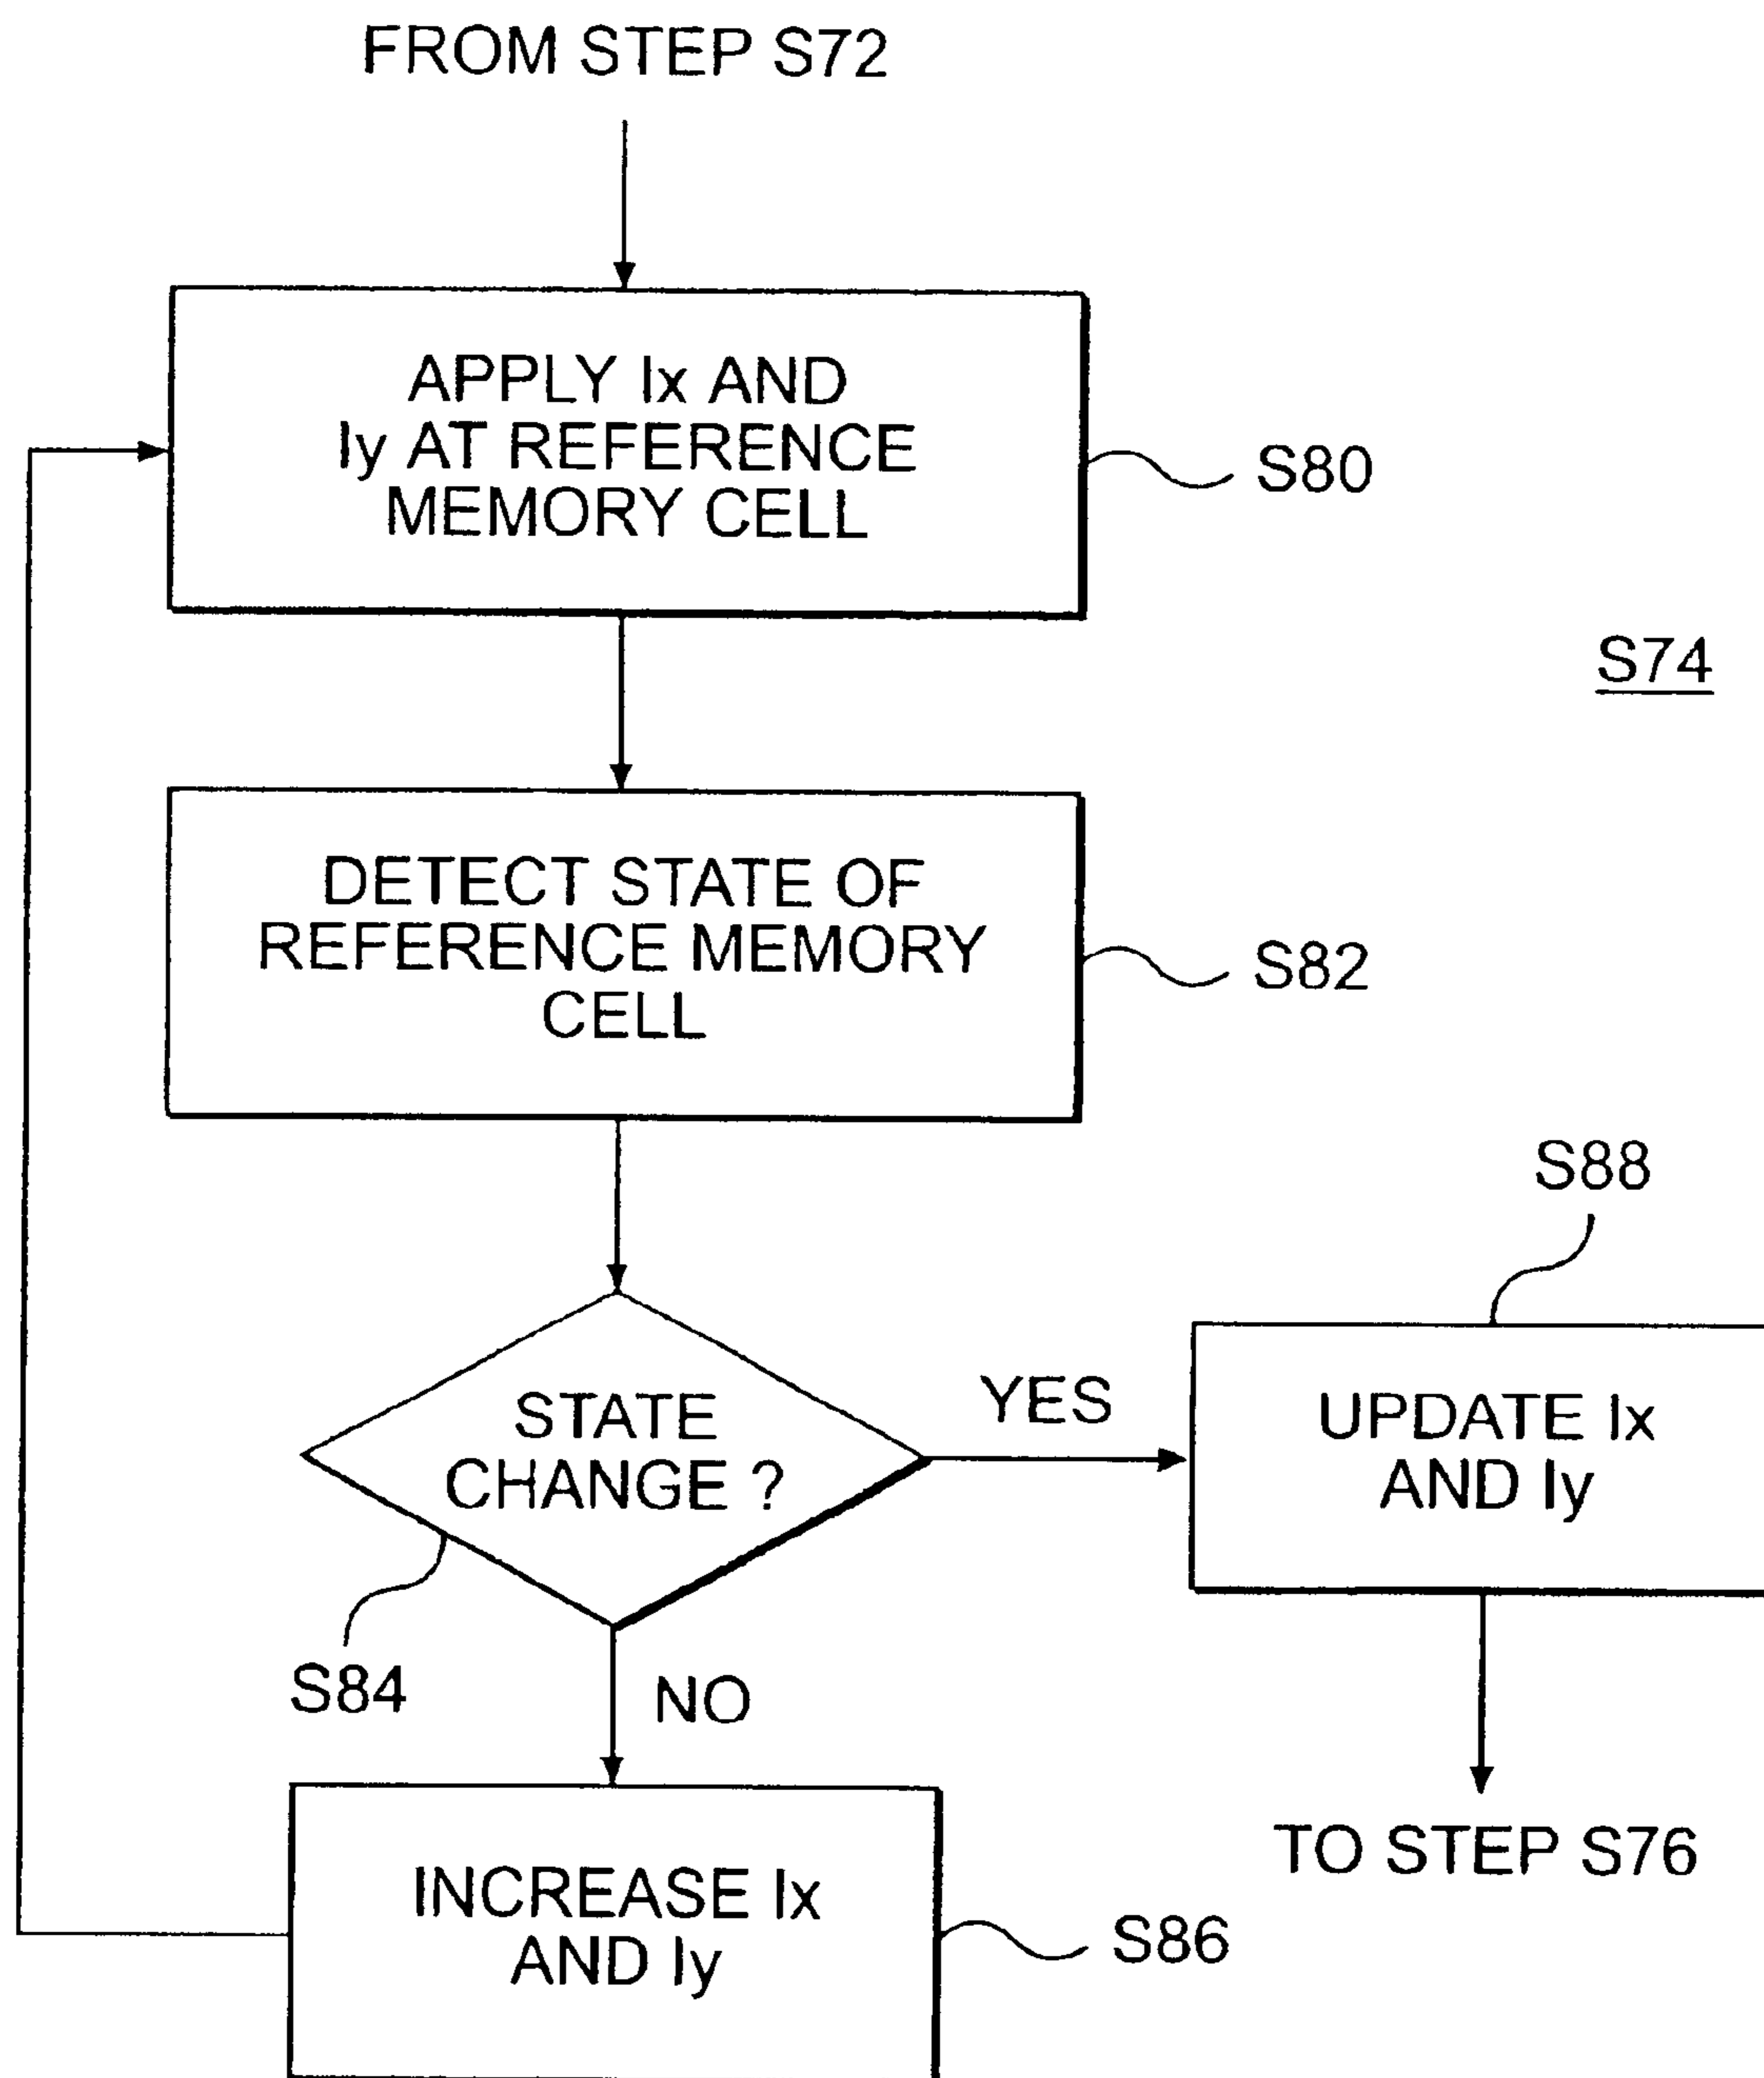 FROM STEP S72
APPLY Ix AND
Iy AT REFERENCE
MEMORY CELL
S80
S74
DETECT STATE OF
REFERENCE MEMORY
CELL
S82
S88
STATE
CHANGE ?
YES
UPDATE Ix
AND Iy
S84
NO
TO STEP S76
INCREASE Ix
AND Iy
S86